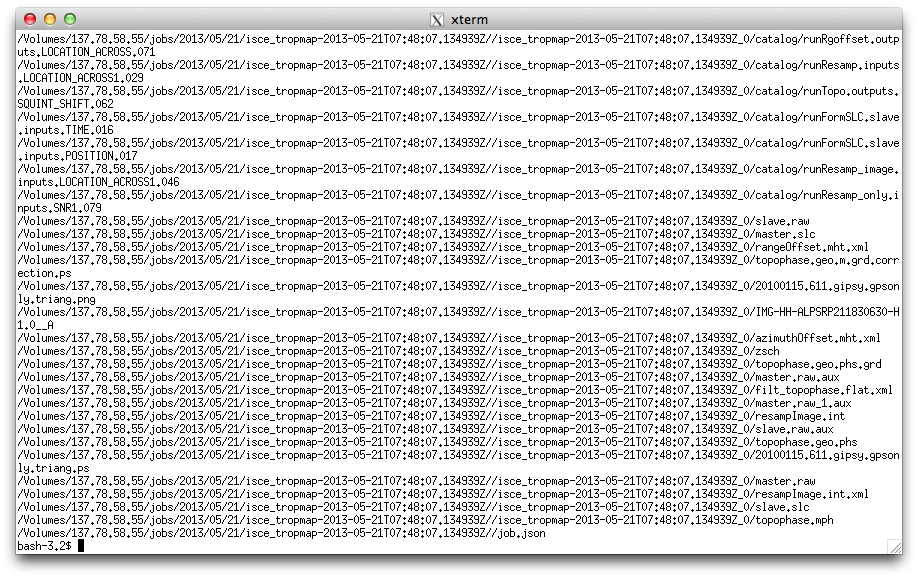 xterm
/Volumes/137.78.58.55/jobs/2013/05/21/isce_tropmap-2013-05-21T07:48:07.134939Z//isce_tropmap-2013-05-21T07:48:07.134939Z_0/catalog/runRgoffset.outp
uts.LOCATION_ACROSS.071
/Volumes/137.78.58.55/jobs/2013/05/21/isce_tropmap-2013-05-21T07:48:07.134939Z//isce_tropmap-2013-05-21T07:48:07.134939Z_0/catalog/runResamp.inputs
.LOCATION_ACROSS1.029
/Volumes/137.78.58.55/jobs/2013/05/21/isce_tropmap-2013-05-21T07:48:07.134939Z//isce_tropmap-2013-05-21T07:48:07.134939Z_0/catalog/runTopo.outputs.
SQUINT_SHIFT.062
/Volumes/137.78.58.55/jobs/2013/05/21/isce_tropmap-2013-05-21T07:48:07.134939Z//isce_tropmap-2013-05-21T07:48:07.134939Z_0/catalog/runFormSLC.slave
.inputs.TIME.016
/Volumes/137.78.58.55/jobs/2013/05/21/isce_tropmap-2013-05-21T07:48:07.134939Z//isce_tropmap-2013-05-21T07:48:07.134939Z_0/catalog/runFormSLC.slave
.inputs.POSITION.017
/Volumes/137.78.58.55/jobs/2013/05/21/isce_tropmap-2013-05-21T07:48:07.134939Z//isce_tropmap-2013-05-21T07:48:07.134939Z_0/catalog/runResamp_image.
inputs.LOCATION_ACROSS1.046
/Volumes/137.78.58.55/jobs/2013/05/21/isce_tropmap-2013-05-21T07:48:07.134939Z//isce_tropmap-2013-05-21T07:48:07.134939Z_0/catalog/runResamp_only.i
nputs.SNR1.079
/Volumes/137.78.58.55/jobs/2013/05/21/isce_tropmap-2013-05-21T07:48:07.134939Z//isce_tropmap-2013-05-21T07:48:07.134939Z_0/slave.raw
/Volumes/137.78.58.55/jobs/2013/05/21/isce_tropmap-2013-05-21T07:48:07.134939Z//isce_tropmap-2013-05-21T07:48:07.134939Z_0/master.slc
/Volumes/137.78.58.55/jobs/2013/05/21/isce_tropmap-2013-05-21T07:48:07.134939Z//isce_tropmap-2013-05-21T07:48:07.134939Z_0/rangeOffset.mht.xml
/Volumes/137.78.58.55/jobs/2013/05/21/isce_tropmap-2013-05-21T07:48:07.134939Z//isce_tropmap-2013-05-21T07:48:07.134939Z_0/topophase.geo.m.grd.corr
ection.ps
/Volumes/137.78.58.55/jobs/2013/05/21/isce_tropmap-2013-05-21T07:48:07.134939Z//isce_tropmap-2013-05-21T07:48:07.134939Z_0/20100115.611.gipsy.gpson
ly.triang.png
/Volumes/137.78.58.55/jobs/2013/05/21/isce_tropmap-2013-05-21T07:48:07.134939Z//isce_tropmap-2013-05-21T07:48:07.134939Z_0/IMG-HH-ALPSRP211830630-H
1.0__A
/Volumes/137.78.58.55/jobs/2013/05/21/isce_tropmap-2013-05-21T07:48:07.134939Z//isce_tropmap-2013-05-21T07:48:07.134939Z_0/azimuthOffset.mht.xml
/Volumes/137.78.58.55/jobs/2013/05/21/isce_tropmap-2013-05-21T07:48:07.134939Z//isce_tropmap-2013-05-21T07:48:07.134939Z_0/zsch
/Volumes/137.78.58.55/jobs/2013/05/21/isce_tropmap-2013-05-21T07:48:07.134939Z//isce_tropmap-2013-05-21T07:48:07.134939Z_0/topophase.geo.phs.grd
/Volumes/137.78.58.55/jobs/2013/05/21/isce_tropmap-2013-05-21T07:48:07.134939Z//isce_tropmap-2013-05-21T07:48:07.134939Z_0/master.raw.aux
/Volumes/137.78.58.55/jobs/2013/05/21/isce_tropmap-2013-05-21T07:48:07.134939Z//isce_tropmap-2013-05-21T07:48:07.134939Z_0/filt_topophase.flat.xml
/Volumes/137.78.58.55/jobs/2013/05/21/isce_tropmap-2013-05-21T07:48:07.134939Z//isce_tropmap-2013-05-21T07:48:07.134939Z_0/master.raw_1.aux
/Volumes/137.78.58.55/jobs/2013/05/21/isce_tropmap-2013-05-21T07:48:07.134939Z//isce_tropmap-2013-05-21T07:48:07.134939Z_0/resampImage.int
/Volumes/137.78.58.55/jobs/2013/05/21/isce_tropmap-2013-05-21T07:48:07.134939Z//isce_tropmap-2013-05-21T07:48:07.134939Z_0/slave.raw.aux
/Volumes/137.78.58.55/jobs/2013/05/21/isce_tropmap-2013-05-21T07:48:07.134939Z//isce_tropmap-2013-05-21T07:48:07.134939Z_0/topophase.geo.phs
/Volumes/137.78.58.55/jobs/2013/05/21/isce_tropmap-2013-05-21T07:48:07.134939Z//isce_tropmap-2013-05-21T07:48:07.134939Z_0/20100115.611.gipsy.gpson
ly.triang.ps
/Volumes/137.78.58.55/jobs/2013/05/21/isce_tropmap-2013-05-21T07:48:07.134939Z//isce_tropmap-2013-05-21T07:48:07.134939Z_0/master.raw
/Volumes/137.78.58.55/jobs/2013/05/21/isce_tropmap-2013-05-21T07:48:07.134939Z//isce_tropmap-2013-05-21T07:48:07.134939Z_0/resampImage.int.xml
/Volumes/137.78.58.55/jobs/2013/05/21/isce_tropmap-2013-05-21T07:48:07.134939Z//isce_tropmap-2013-05-21T07:48:07.134939Z_0/slave.slc
/Volumes/137.78.58.55/jobs/2013/05/21/isce_tropmap-2013-05-21T07:48:07.134939Z//isce_tropmap-2013-05-21T07:48:07.134939Z_0/topophase.mph
/Volumes/137.78.58.55/jobs/2013/05/21/isce_tropmap-2013-05-21T07:48:07.134939Z//job.json
bash-3.2$